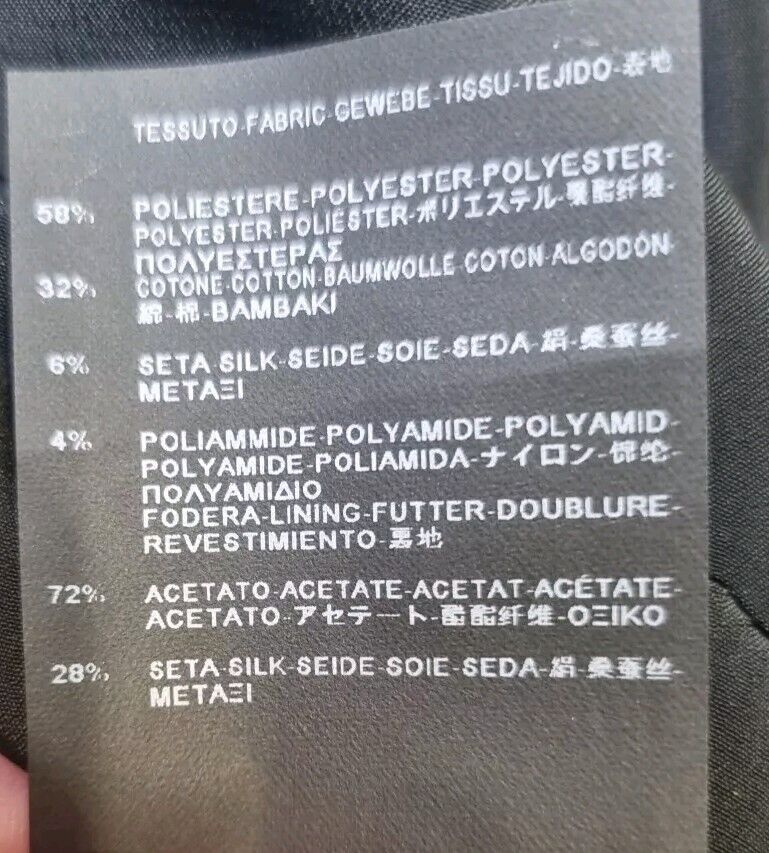 TESSUTO-FABRIC-GEWEBE-TISSU-TEJIDO-表地
58% POLIESTERE-POLYESTER-POLYESTER-
POLYESTER-POLIÉSTER-ポリエステル-聚酯纤维-
ΠΟΛΥΕΣΤΕΡΑΣ
32% COTONE-COTTON-BAUMWOLLE-COTON-ALGODÓN-
綿-棉-BAMBAKI
6% SETA-SILK-SEIDE-SOIE-SEDA-絹-桑蚕丝-
ΜΕΤΑΞΙ
4% POLIAMMIDE-POLYAMIDE-POLYAMID-
POLYAMIDE-POLIAMIDA-ナイロン-锦纶-
ΠΟΛΥΑΜΙΔΙΟ
FODERA-LINING-FUTTER-DOUBLURE-
REVESTIMIENTO-裏地
72% ACETATO-ACETATE-ACETAT-ACÉTATE-
ACETATO-アセテート-醋酯纤维-ΟΞΙΚΟ
28% SETA-SILK-SEIDE-SOIE-SEDA-絹-桑蚕丝-
ΜΕΤΑΞΙ